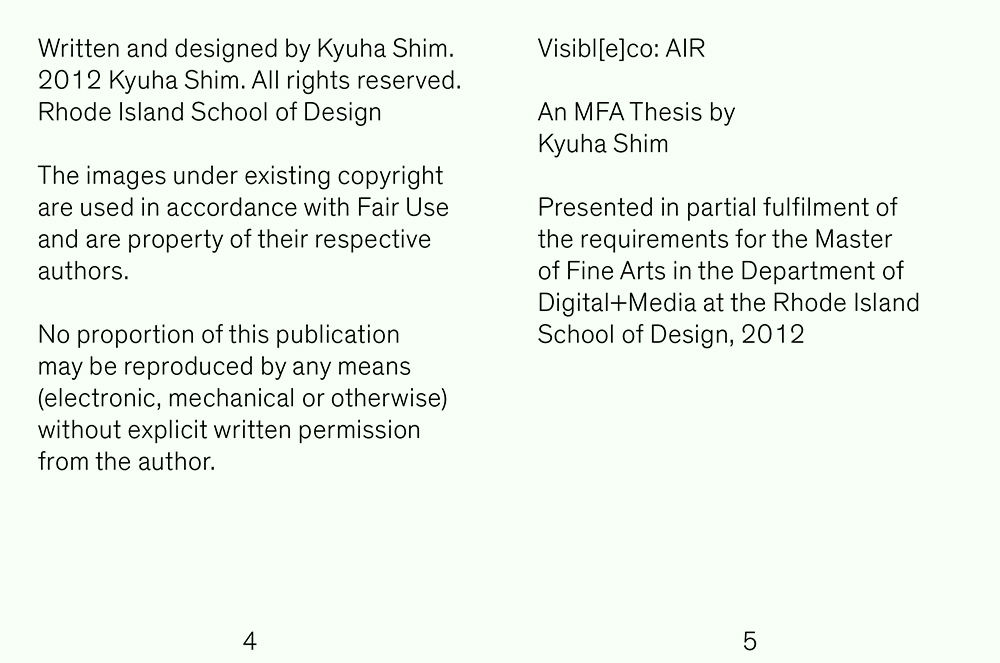 Written and designed by Kyuha Shim.
2012 Kyuha Shim. All rights reserved.
Rhode Island School of Design
The images under existing copyright
are used in accordance with Fair Use
and are property of their respective
authors.
No proportion of this publication
may be reproduced by any means
(electronic, mechanical or otherwise)
without explicit written permission
from the author.
4
Visibl[e]co: AIR
An MFA Thesis by
Kyuha Shim
Presented in partial fulfilment of
the requirements for the Master
of Fine Arts in the Department of
Digital+Media at the Rhode Island
School of Design, 2012
5